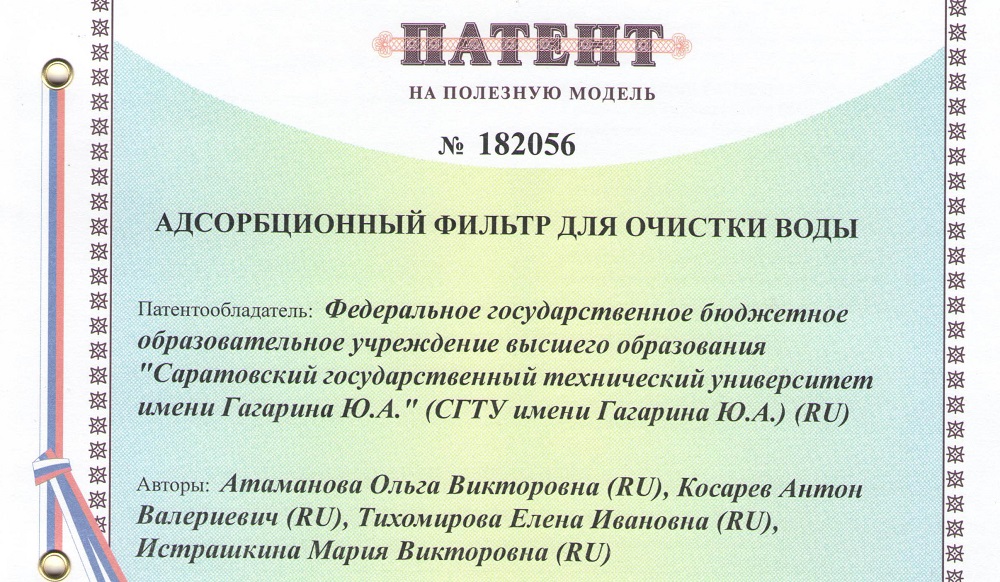 ПАТЕНТ
НА ПОЛЕЗНУЮ МОДЕЛЬ
№ 182056
АДСОРБЦИОННЫЙ ФИЛЬТР ДЛЯ ОЧИСТКИ ВОДЫ
Патентообладатель: Федеральное государственное бюджетное
образовательное учреждение высшего образования
"Саратовский государственный технический университет
имени Гагарина Ю.А." (СГТУ имени Гагарина Ю.А.) (RU)
Авторы: Атаманова Ольга Викторовна (RU), Косарев Антон
Валериевич (RU), Тихомирова Елена Ивановна (RU),
Истрашкина Мария Викторовна (RU)